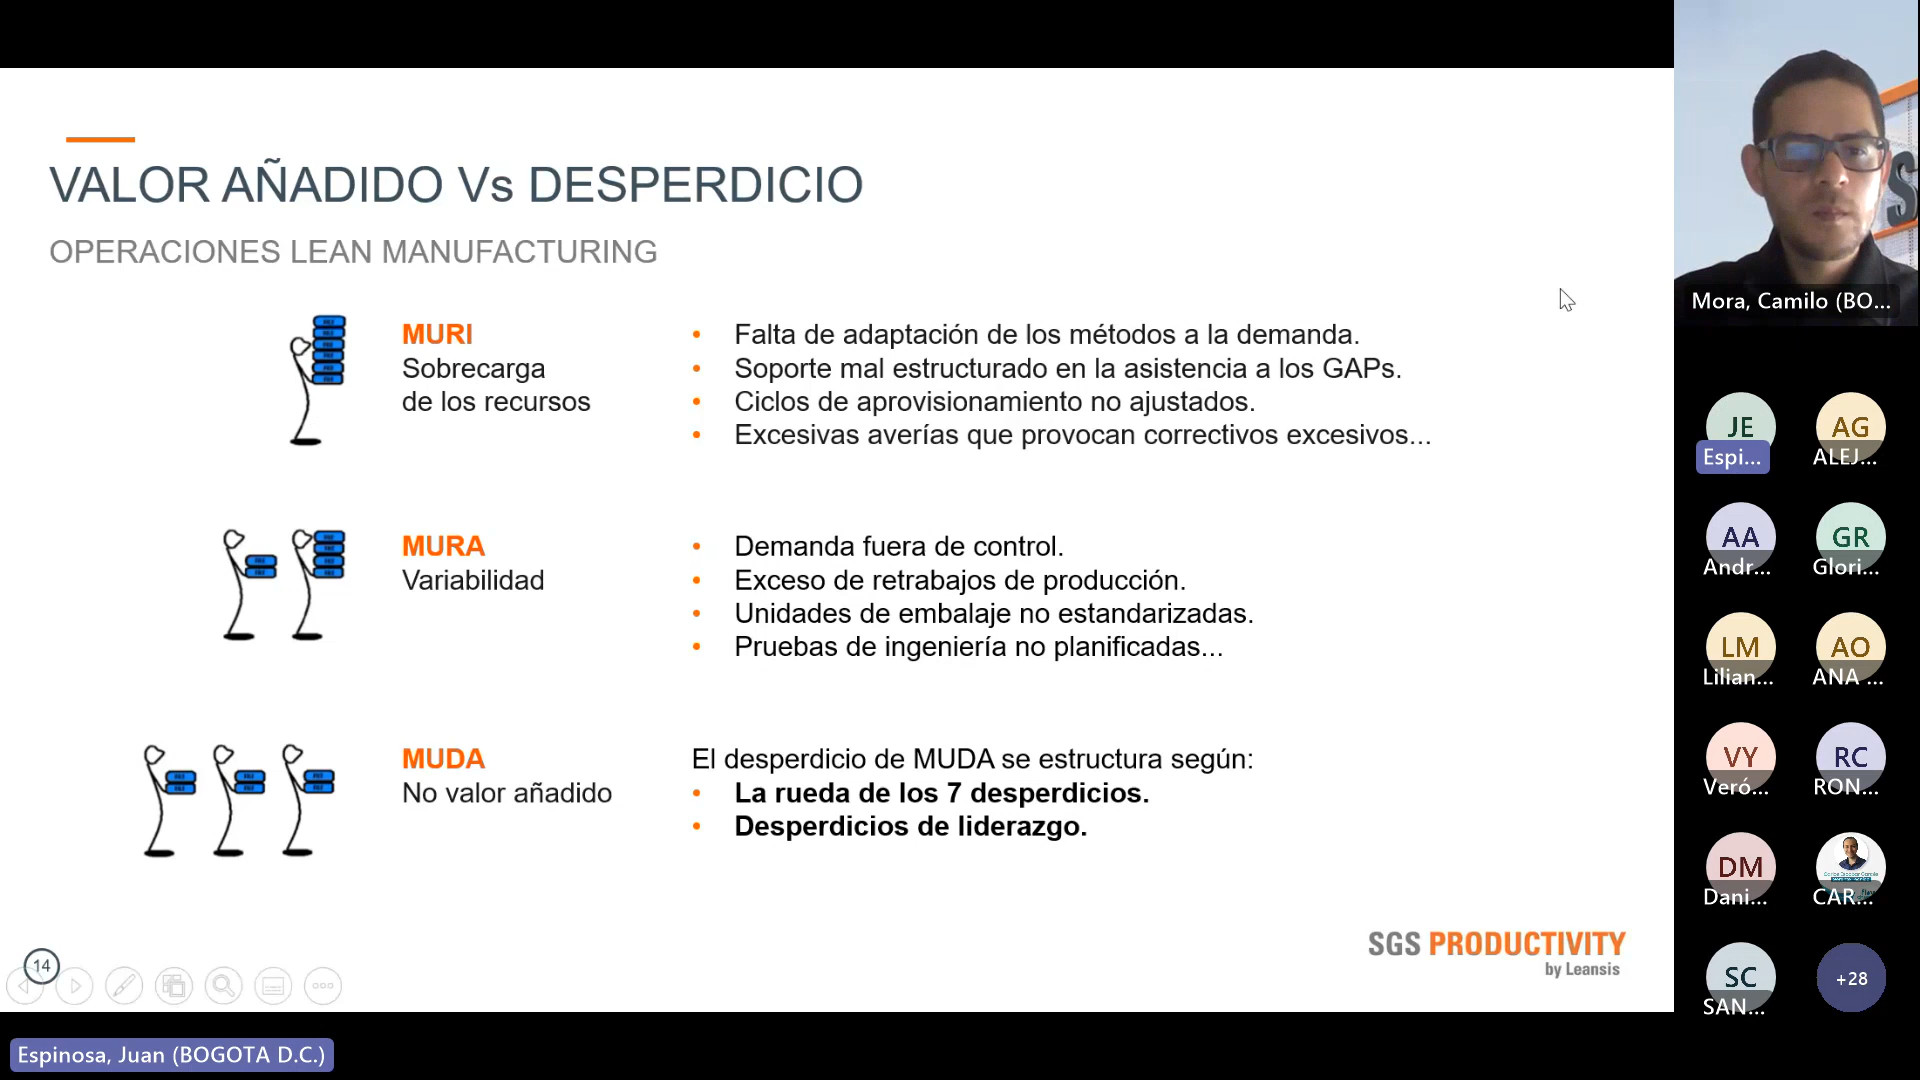 VALOR AÑADIDO Vs DESPERDICIO
OPERACIONES LEAN MANUFACTURING
MURI
Sobrecarga
de los recursos
• Falta de adaptación de los métodos a la demanda.
• Soporte mal estructurado en la asistencia a los GAPs.
• Ciclos de aprovisionamiento no ajustados.
• Excesivas averías que provocan correctivos excesivos...
MURA
Variabilidad
• Demanda fuera de control.
• Exceso de retrabajos de producción.
• Unidades de embalaje no estandarizadas.
• Pruebas de ingeniería no planificadas...
MUDA
No valor añadido
El desperdicio de MUDA se estructura según:
• La rueda de los 7 desperdicios.
• Desperdicios de liderazgo.
SGS PRODUCTIVITY
by Leansis
14
Espinosa, Juan (BOGOTA D.C.)
Mora, Camilo (BO...
JE
Espi...
AG
ALEJ...
AA
Andr...
GR
Glori...
LM
Lilian...
AO
ANA ...
VY
Veró...
RC
RON...
DM
Dani...
CAR...
SC
SAN...
+28